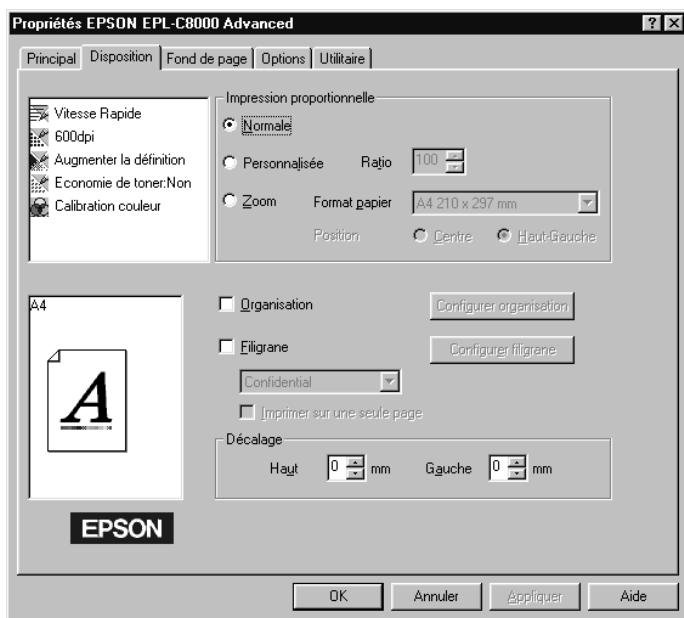 Propriétés EPSON EPL-C8000 Advanced
Principal Disposition Fond de page Options Utilitaire
Vitesse Rapide
600dpi
Augmenter la définition
Economie de toner:Non
Calibration couleur
Impression proportionnelle
Normale
Personnalisée Ratio 100
Zoom Format papier A4 210 x 297 mm
Position Centre Haut-Gauche
A4
A
EPSON
Organisation Configurer organisation
Filigrane Configurer filigrane
Confidential
Imprimer sur une seule page
Décalage
Haut 0 mm Gauche 0 mm
OK Annuler Appliquer Aide